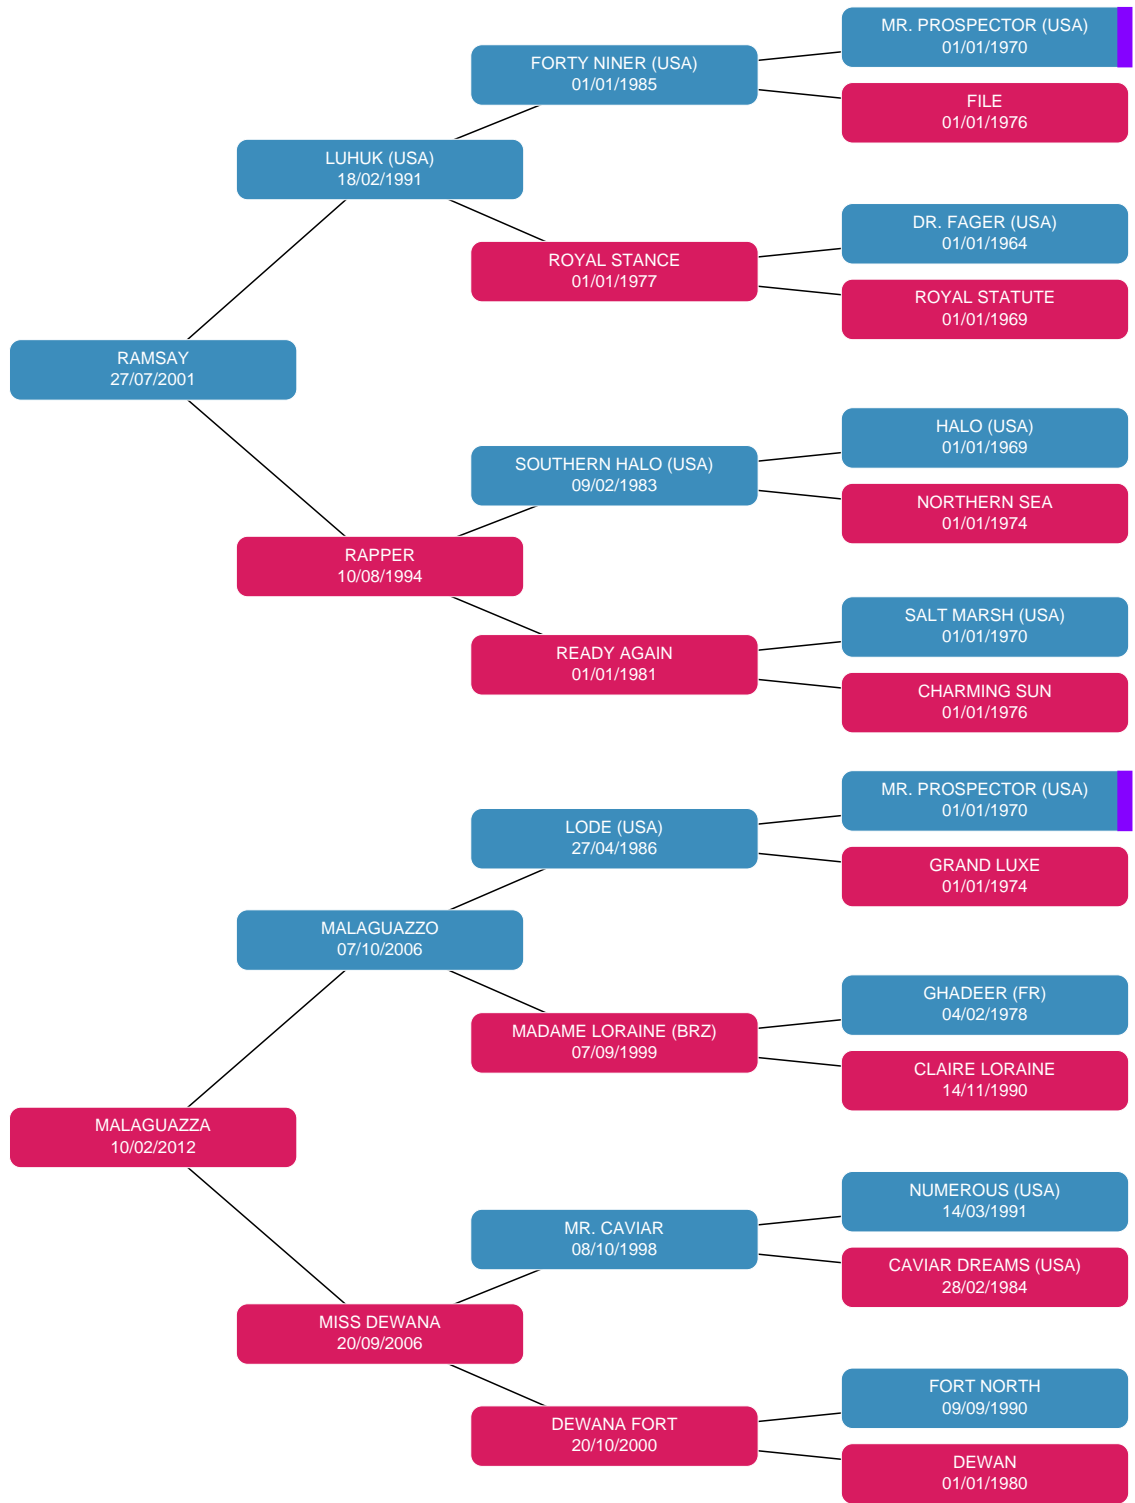 MR. PROSPECTOR (USA)
01/01/1970
FORTY NINER (USA)
01/01/1985
FILE
01/01/1976
LUHUK (USA)
18/02/1991
DR. FAGER (USA)
01/01/1964
ROYAL STANCE
01/01/1977
ROYAL STATUTE
01/01/1969
RAMSAY
27/07/2001
HALO (USA)
01/01/1969
SOUTHERN HALO (USA)
09/02/1983
NORTHERN SEA
01/01/1974
RAPPER
10/08/1994
SALT MARSH (USA)
01/01/1970
READY AGAIN
01/01/1981
CHARMING SUN
01/01/1976
MR. PROSPECTOR (USA)
01/01/1970
LODE (USA)
27/04/1986
GRAND LUXE
01/01/1974
MALAGUAZZO
07/10/2006
GHADEER (FR)
04/02/1978
MADAME LORAINE (BRZ)
07/09/1999
CLAIRE LORAINE
14/11/1990
MALAGUAZZA
10/02/2012
NUMEROUS (USA)
14/03/1991
MR. CAVIAR
08/10/1998
CAVIAR DREAMS (USA)
28/02/1984
MISS DEWANA
20/09/2006
FORT NORTH
09/09/1990
DEWANA FORT
20/10/2000
DEWAN
01/01/1980